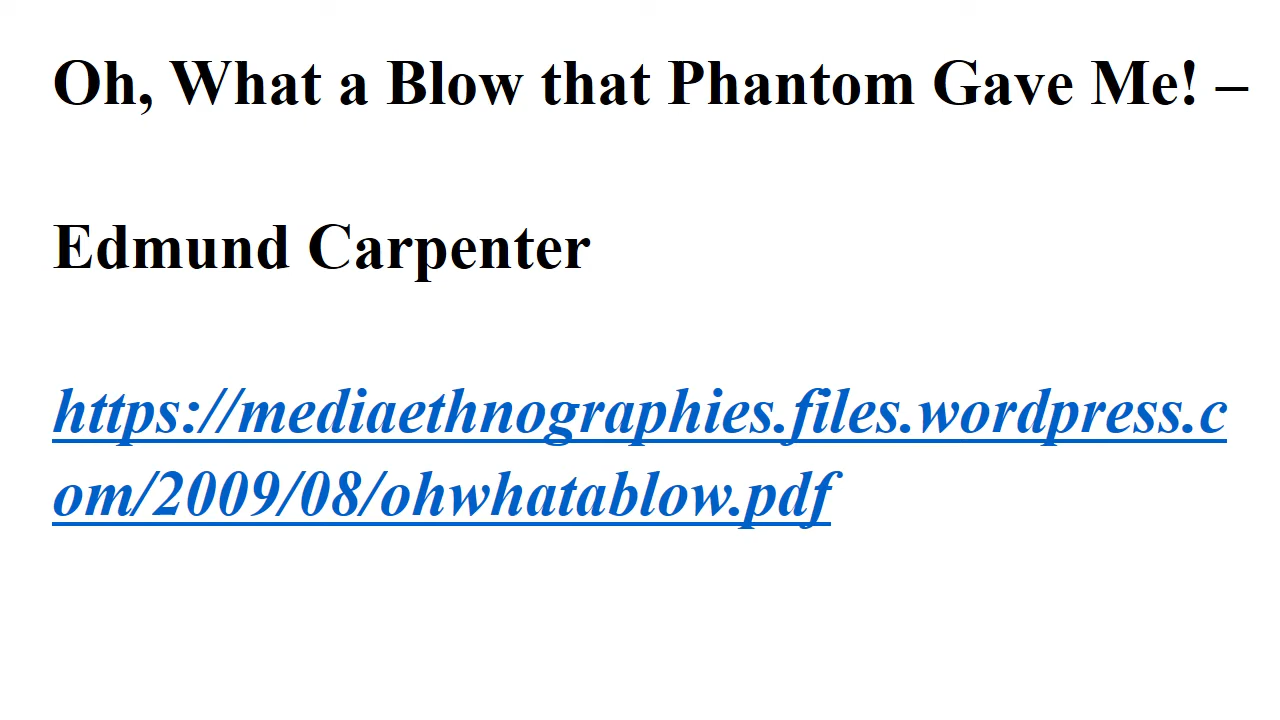 Oh, What a Blow that Phantom Gave Me! –
Edmund Carpenter
https://mediaethnographies.files.wordpress.c
om/2009/08/ohwhatablow.pdf